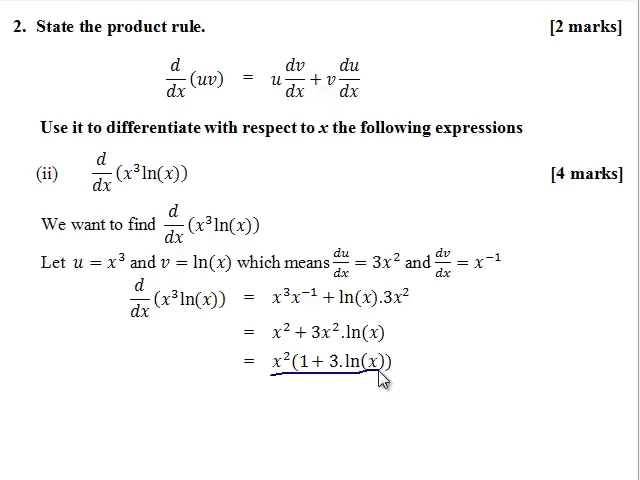 2. State the product rule. [2 marks]
d/dx (uv) = u dv/dx + v du/dx
Use it to differentiate with respect to x the following expressions
(ii) d/dx (x³ln(x)) [4 marks]
We want to find d/dx (x³ln(x))
Let u = x³ and v = ln(x) which means du/dx = 3x² and dv/dx = x⁻¹
d/dx (x³ln(x)) = x³x⁻¹ + ln(x).3x²
= x² + 3x².ln(x)
= x²(1 + 3.ln(x))